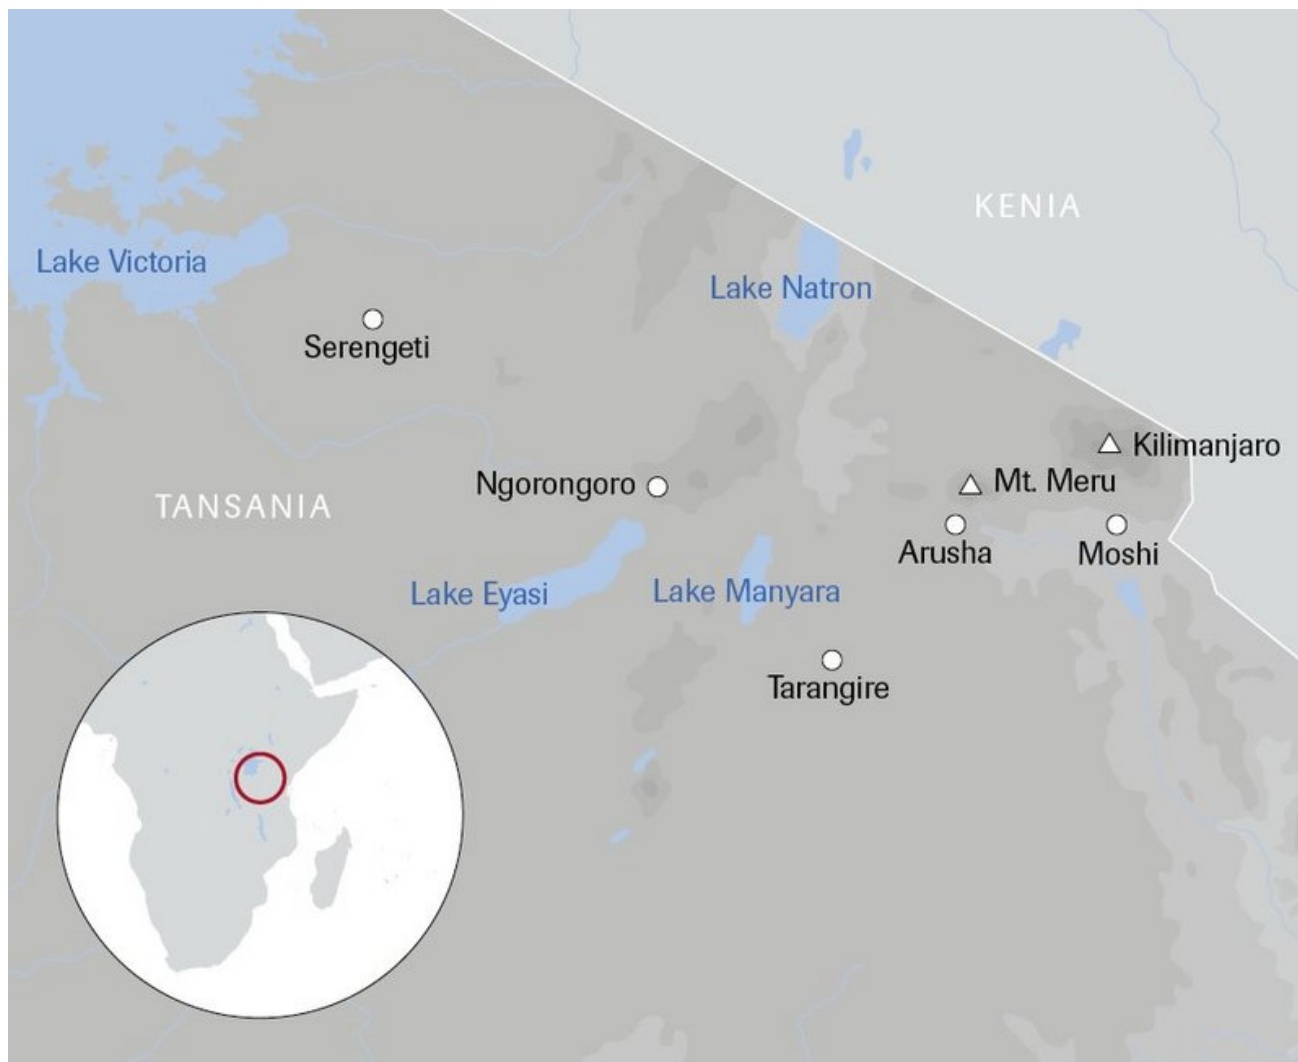 KENIA
Lake Victoria
Lake Natron
Serengeti
Kilimanjaro
Ngorongoro
Mt. Meru
TANSANIA
Arusha
Moshi
Lake Eyasi
Lake Manyara
Tarangire